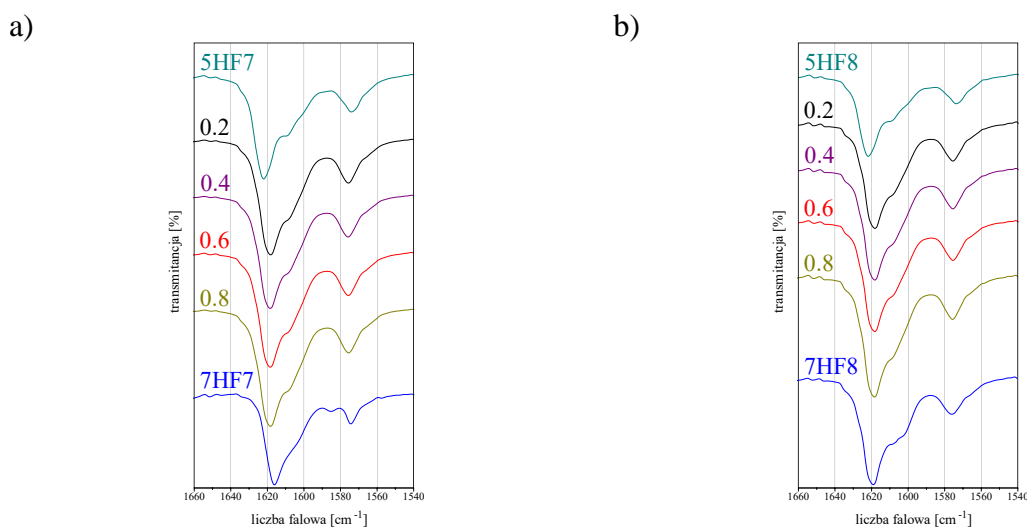 a)
5HF7
0.2
0.4
0.6
0.8
7HF7
transmitancja [%]
1660 1640 1620 1600 1580 1560 1540
liczba falowa [cm⁻¹]
b)
5HF8
0.2
0.4
0.6
0.8
7HF8
transmitancja [%]
1660 1640 1620 1600 1580 1560 1540
liczba falowa [cm⁻¹]